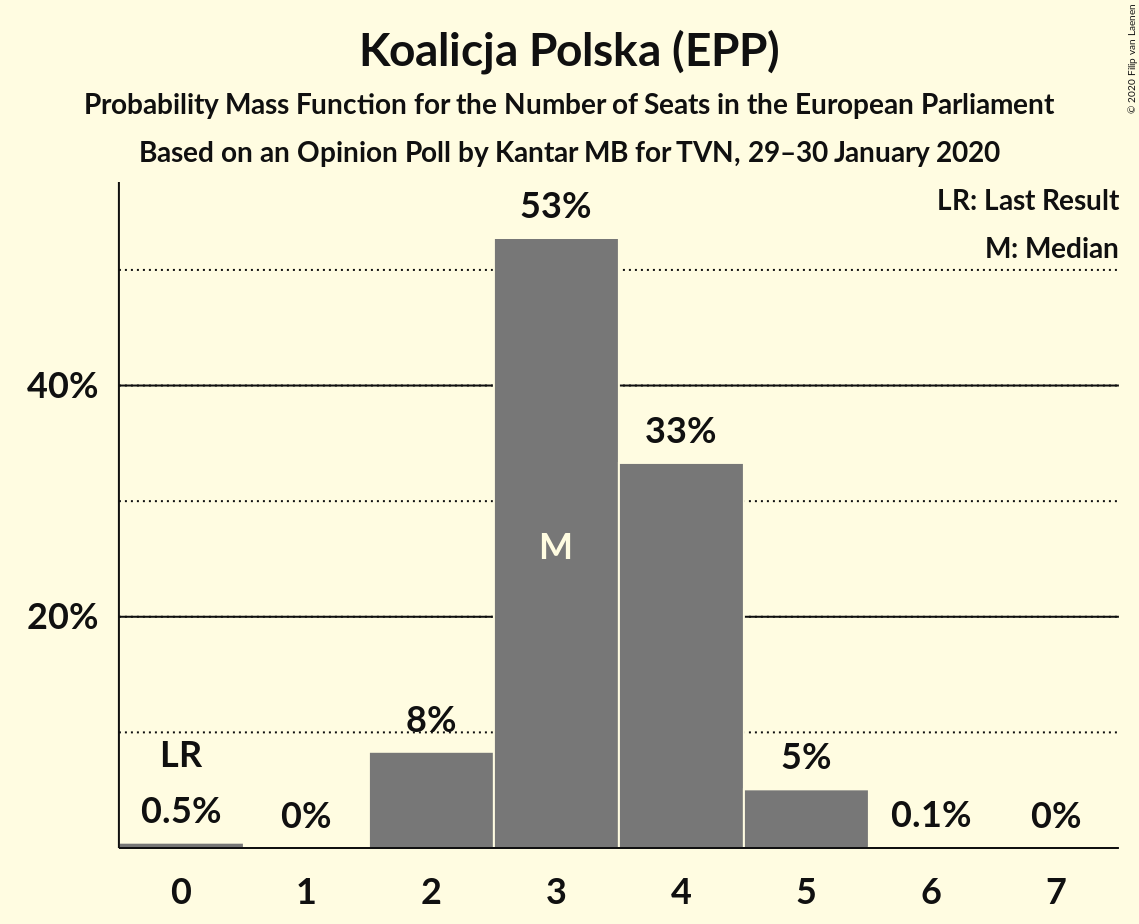 Koalicja Polska (EPP)
Probability Mass Function for the Number of Seats in the European Parliament
Based on an Opinion Poll by Kantar MB for TVN, 29–30 January 2020
© 2020 Filip van Laenen
LR: Last Result
M: Median
53%
40%
33%
M
20%
8%
LR
5%
0.5%
0%
0.1%
0%
0 1 2 3 4 5 6 7